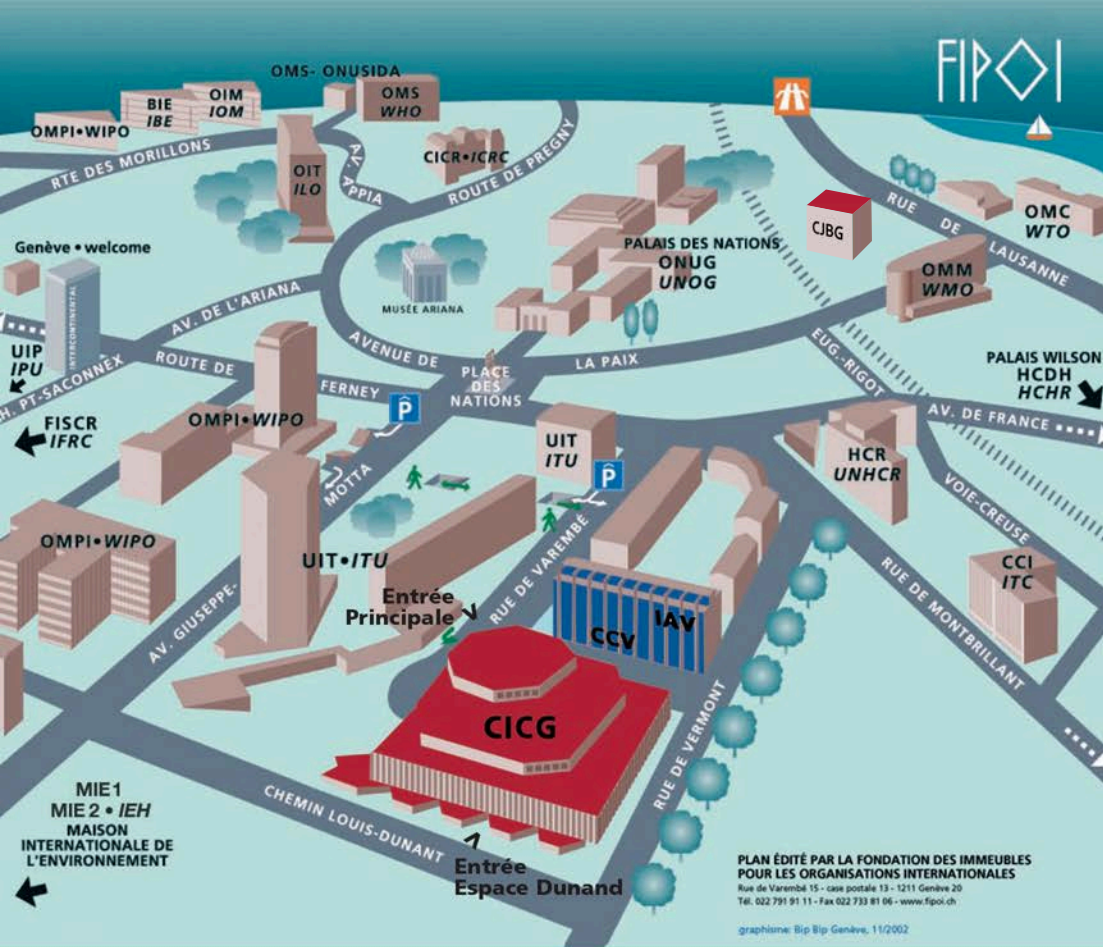 FIPOI
OMS- ONUSIDA
OMS
WHO
OIM
IOM
BIE
IBE
OMPI•WIPO
RTE DES MORILLONS
OIT
ILO
AV. APPIA
CICR•ICRC
ROUTE DE PREGNY
CJBG
RUE DE LAUSANNE
OMC
WTO
PALAIS DES NATIONS
ONUG
UNOG
OMM
WMO
Genève • welcome
INTERCONTINENTAL
MUSÉE ARIANA
AV. DE L'ARIANA
UIP
IPU
H. PT-SACONNEX
ROUTE DE FERNEY
AVENUE DE LA PAIX
PLACE
DES
NATIONS
EUG.-RIGOT
PALAIS WILSON
HCDH
HCHR
AV. DE FRANCE
FISCR
IFRC
OMPI•WIPO
P
UIT
ITU
P
HCR
UNHCR
MOTTA
VOIE-CREUSE
OMPI•WIPO
UIT•ITU
RUE DE VAREMBÉ
CCI
ITC
RUE DE MONTBRILLANT
Entrée
Principale
IAV
CCV
AV. GIUSEPPE-
CICG
RUE DE VERMONT
MIE1
MIE 2 • IEH
MAISON
INTERNATIONALE DE
L'ENVIRONNEMENT
CHEMIN LOUIS-DUNANT
Entrée
Espace Dunand
PLAN ÉDITÉ PAR LA FONDATION DES IMMEUBLES
POUR LES ORGANISATIONS INTERNATIONALES
Rue de Varembé 15 - case postale 13 - 1211 Genève 20
Tél. 022 791 91 11 - Fax 022 733 81 06 - www.fipoi.ch
graphisme: Bip Bip Genève, 11/2002